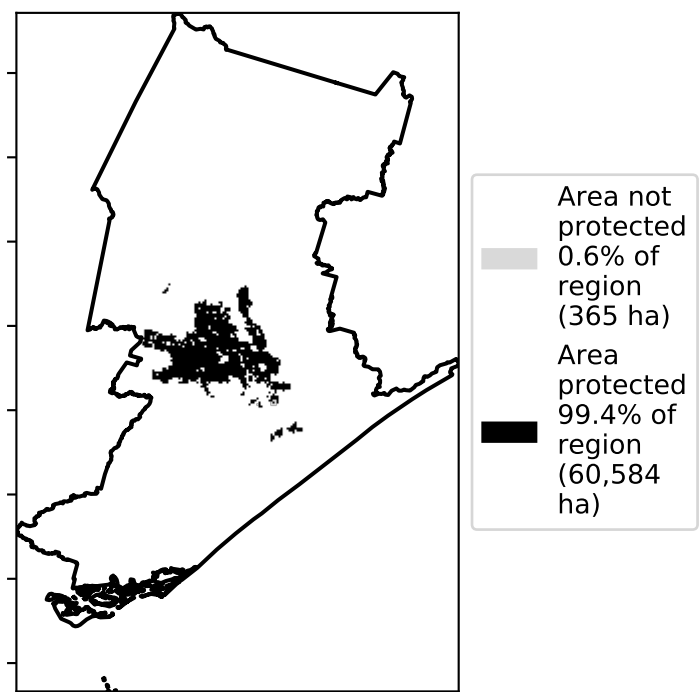 Area not
protected
0.6% of
region
(365 ha)
Area
protected
99.4% of
region
(60,584
ha)